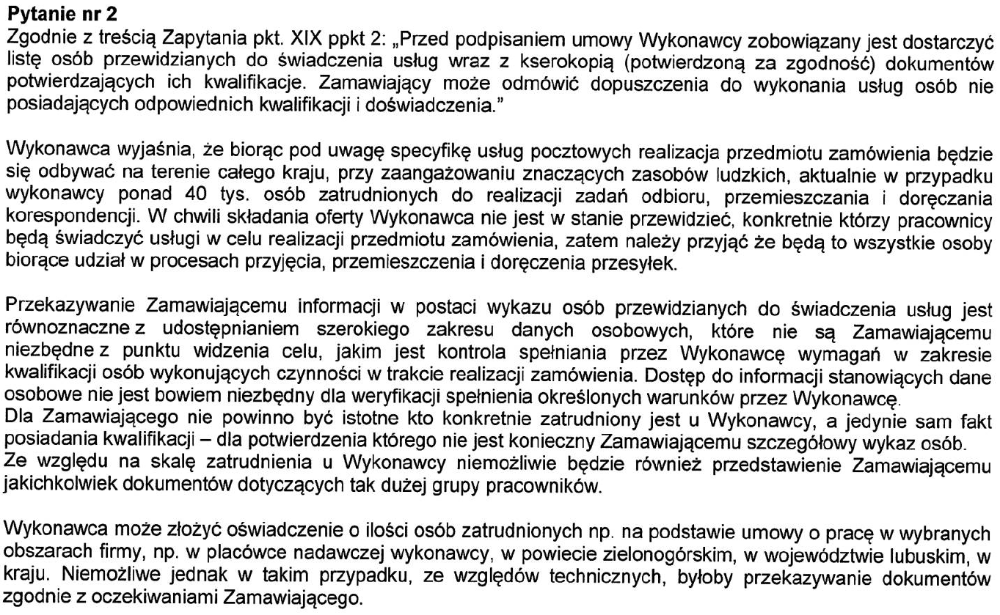 Pytanie nr 2
Zgodnie z treścią Zapytania pkt. XIX ppkt 2: „Przed podpisaniem umowy Wykonawcy zobowiązany jest dostarczyć
listę osób przewidzianych do świadczenia usług wraz z kserokopią (potwierdzoną za zgodność) dokumentów
potwierdzających ich kwalifikacje. Zamawiający może odmówić dopuszczenia do wykonania usług osób nie
posiadających odpowiednich kwalifikacji i doświadczenia.”
Wykonawca wyjaśnia, że biorąc pod uwagę specyfikę usług pocztowych realizacja przedmiotu zamówienia będzie
się odbywać na terenie całego kraju, przy zaangażowaniu znaczących zasobów ludzkich, aktualnie w przypadku
wykonawcy ponad 40 tys. osób zatrudnionych do realizacji zadań odbioru, przemieszczania i doręczania
korespondencji. W chwili składania oferty Wykonawca nie jest w stanie przewidzieć, konkretnie którzy pracownicy
będą świadczyć usługi w celu realizacji przedmiotu zamówienia, zatem należy przyjąć że będą to wszystkie osoby
biorące udział w procesach przyjęcia, przemieszczenia i doręczenia przesyłek.
Przekazywanie Zamawiającemu informacji w postaci wykazu osób przewidzianych do świadczenia usług jest
równoznaczne z udostępnianiem szerokiego zakresu danych osobowych, które nie są Zamawiającemu
niezbędne z punktu widzenia celu, jakim jest kontrola spełniania przez Wykonawcę wymagań w zakresie
kwalifikacji osób wykonujących czynności w trakcie realizacji zamówienia. Dostęp do informacji stanowiących dane
osobowe nie jest bowiem niezbędny dla weryfikacji spełnienia określonych warunków przez Wykonawcę.
Dla Zamawiającego nie powinno być istotne kto konkretnie zatrudniony jest u Wykonawcy, a jedynie sam fakt
posiadania kwalifikacji – dla potwierdzenia którego nie jest konieczny Zamawiającemu szczegółowy wykaz osób.
Ze względu na skalę zatrudnienia u Wykonawcy niemożliwie będzie również przedstawienie Zamawiającemu
jakichkolwiek dokumentów dotyczących tak dużej grupy pracowników.
Wykonawca może złożyć oświadczenie o ilości osób zatrudnionych np. na podstawie umowy o pracę w wybranych
obszarach firmy, np. w placówce nadawczej wykonawcy, w powiecie zielonogórskim, w województwie lubuskim, w
kraju. Niemożliwe jednak w takim przypadku, ze względów technicznych, byłoby przekazywanie dokumentów
zgodnie z oczekiwaniami Zamawiającego.